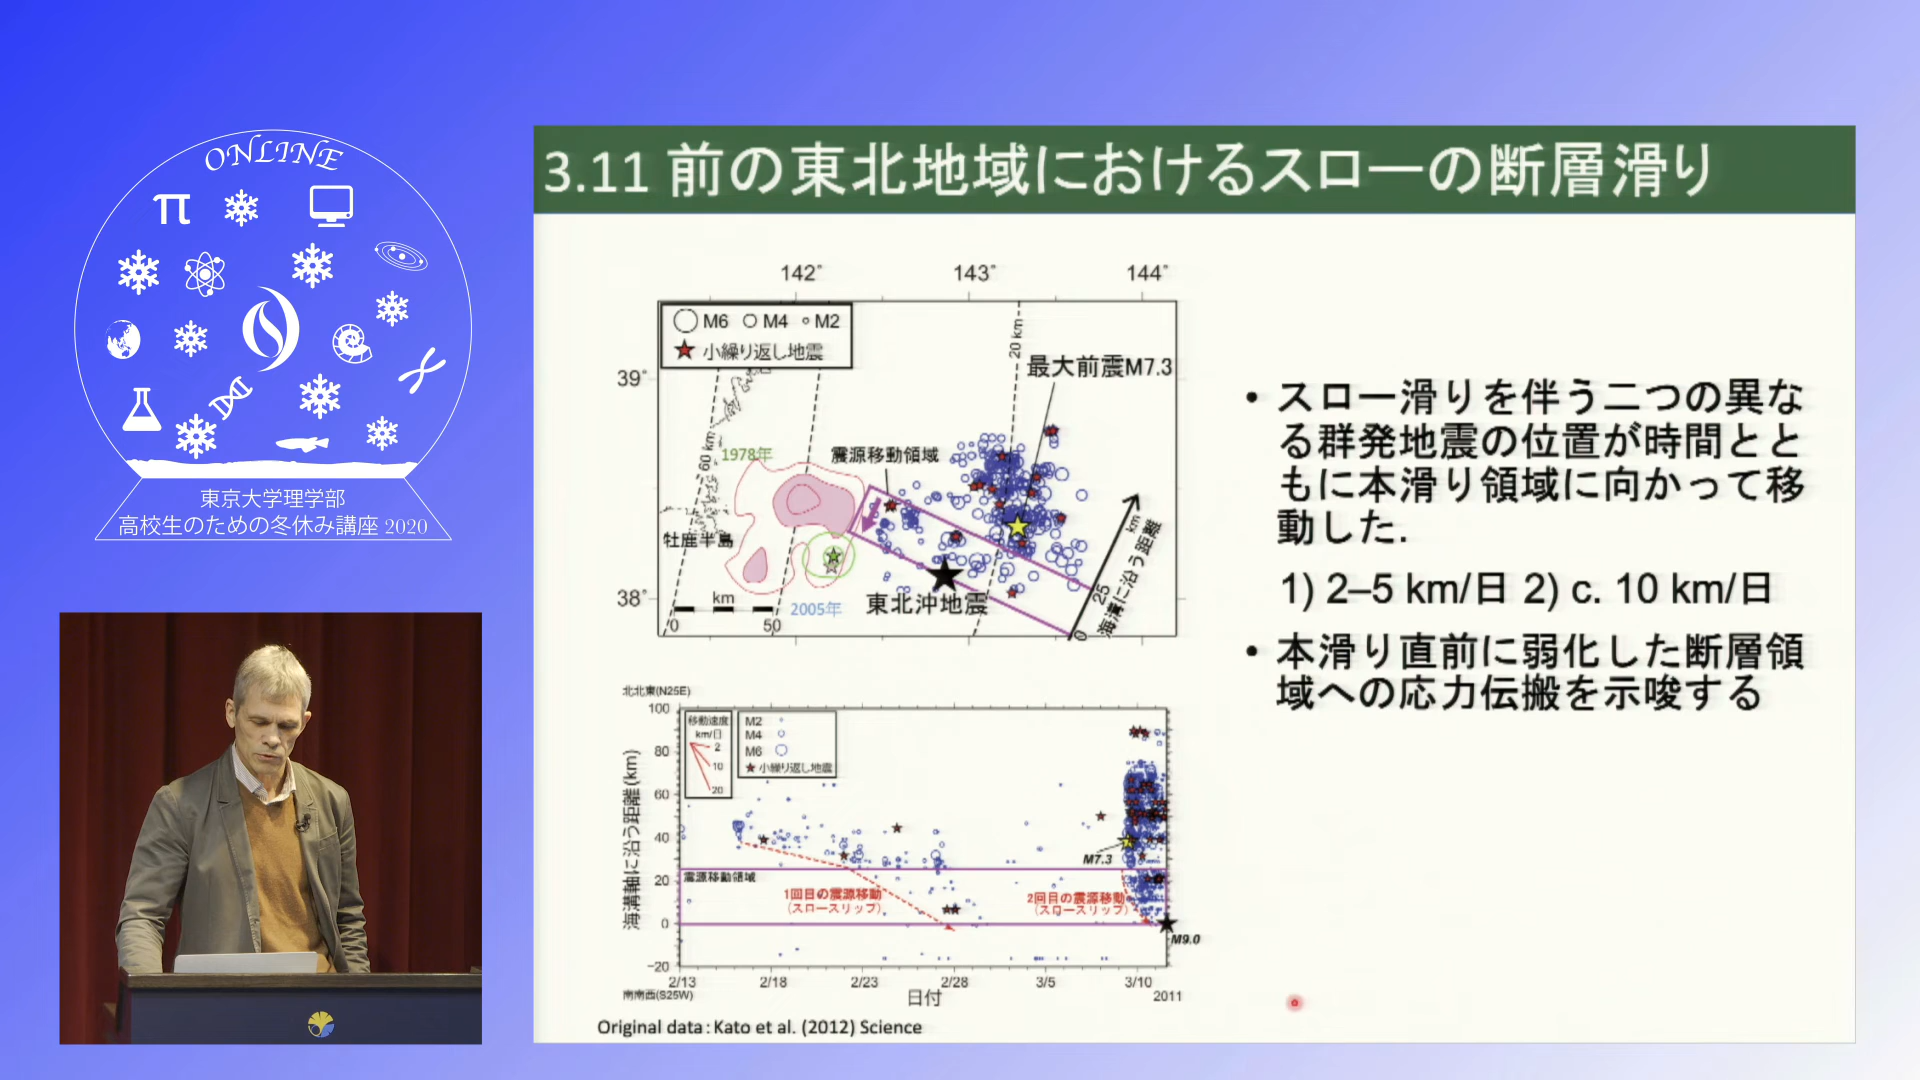 ONLINE
π
東京大学理学部
高校生のための冬休み講座 2020
3.11 前の東北地域におけるスローの断層滑り
142°
143°
144°
M6
M4
M2
小繰り返し地震
20 km
最大前震M7.3
39°
60 km
1978年
震源移動領域
牡鹿半島
km
38°
0
50
2005年
東北沖地震
0
25
km
海溝に沿う距離
北北東(N25E)
100
80
60
40
20
0
−20
海溝軸に沿う距離(km)
移動速度
km/日
2
10
20
M2
M4
M6
小繰り返し地震
M7.3
震源移動領域
1回目の震源移動
(スロースリップ)
2回目の震源移動
(スロースリップ)
M9.0
2/13
2/18
2/23
2/28
3/5
3/10
南南西(S25W)
日付
2011
Original data : Kato et al. (2012) Science
• スロー滑りを伴う二つの異な
る群発地震の位置が時間とと
もに本滑り領域に向かって移
動した.
1) 2–5 km/日 2) c. 10 km/日
• 本滑り直前に弱化した断層領
域への応力伝搬を示唆する